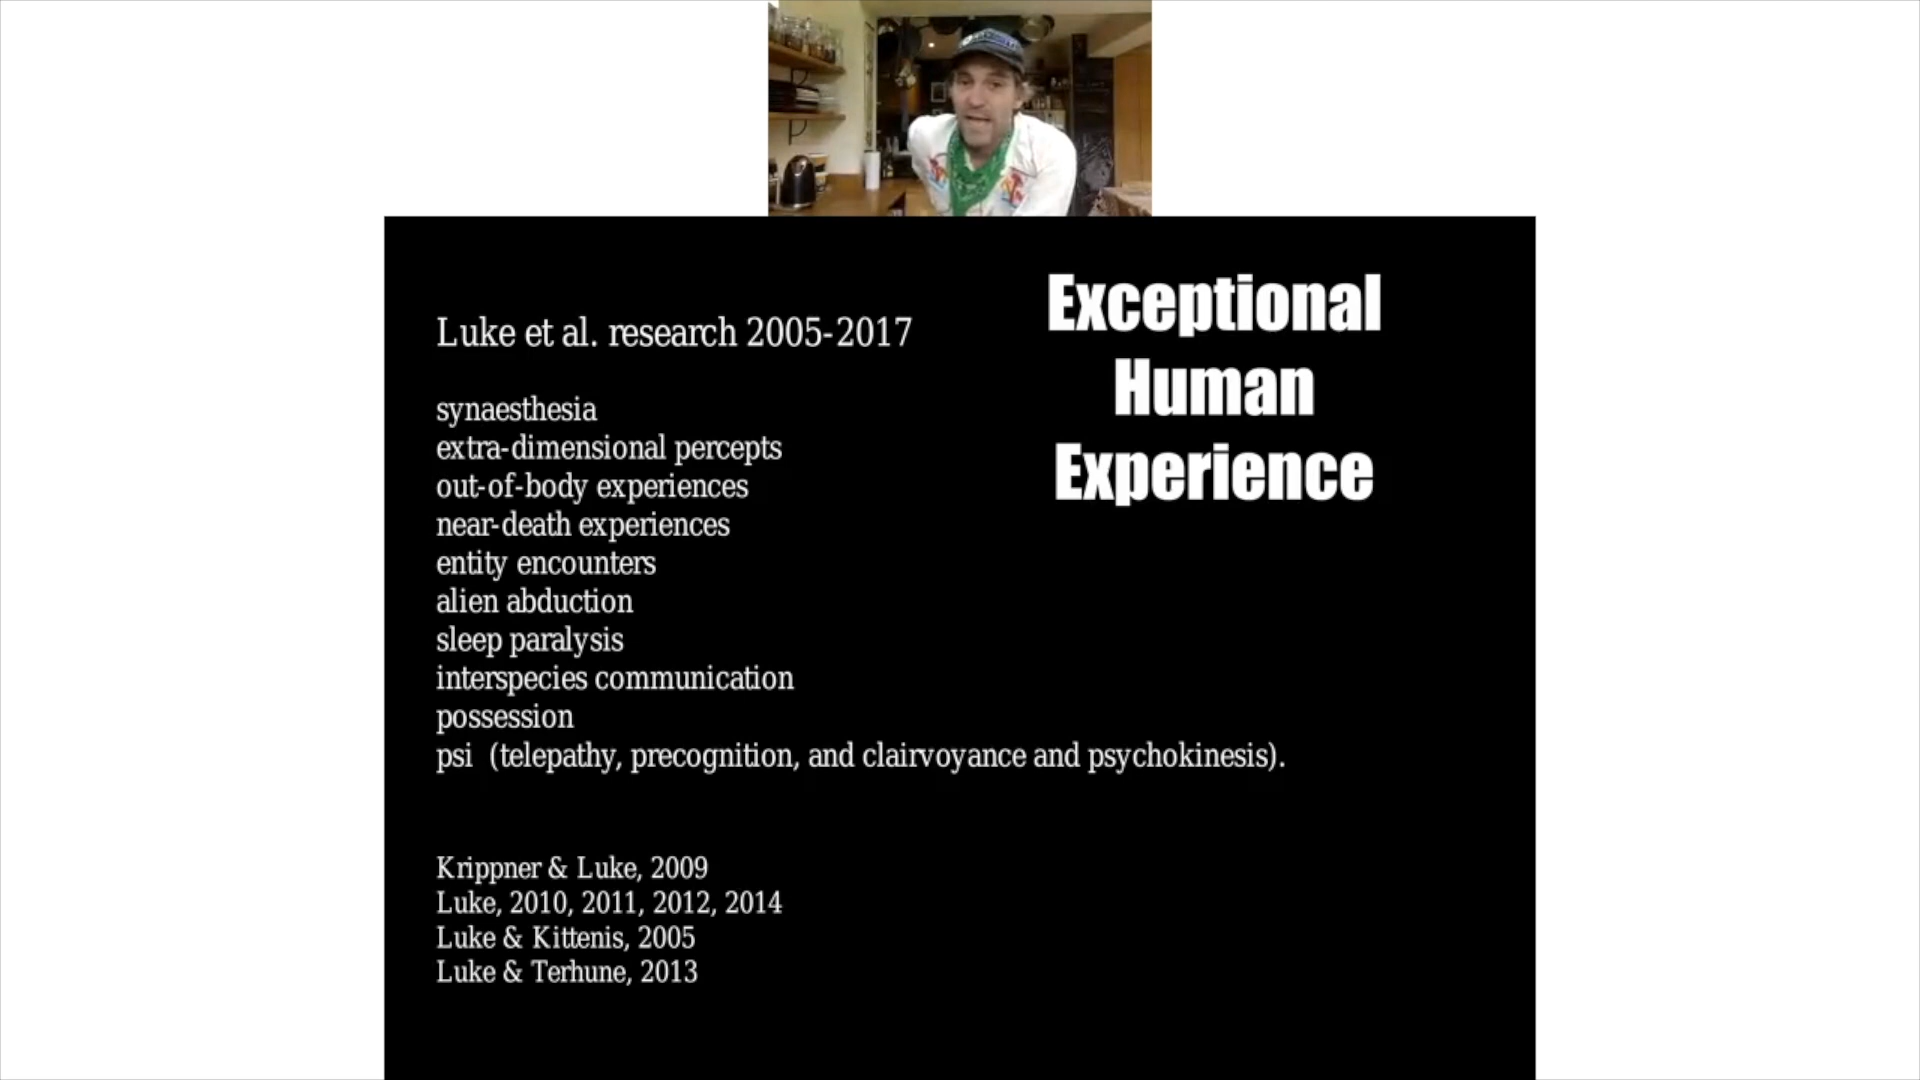 Luke et al. research 2005-2017
Exceptional
Human
Experience
synaesthesia
extra-dimensional percepts
out-of-body experiences
near-death experiences
entity encounters
alien abduction
sleep paralysis
interspecies communication
possession
psi  (telepathy, precognition, and clairvoyance and psychokinesis).
Krippner & Luke, 2009
Luke, 2010, 2011, 2012, 2014
Luke & Kittenis, 2005
Luke & Terhune, 2013